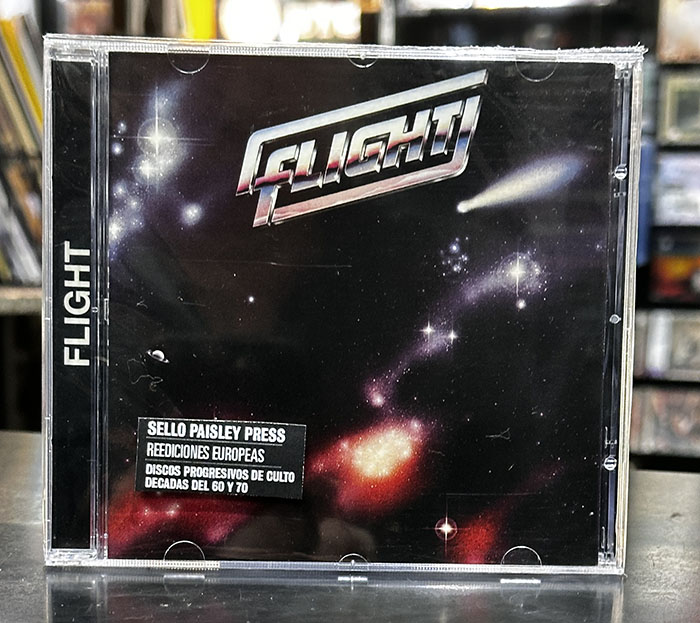 FLIGHT
FLIGHT
SELLO PAISLEY PRESS
REEDICIONES EUROPEAS
DISCOS PROGRESIVOS DE CULTO
DECADAS DEL 60 Y 70